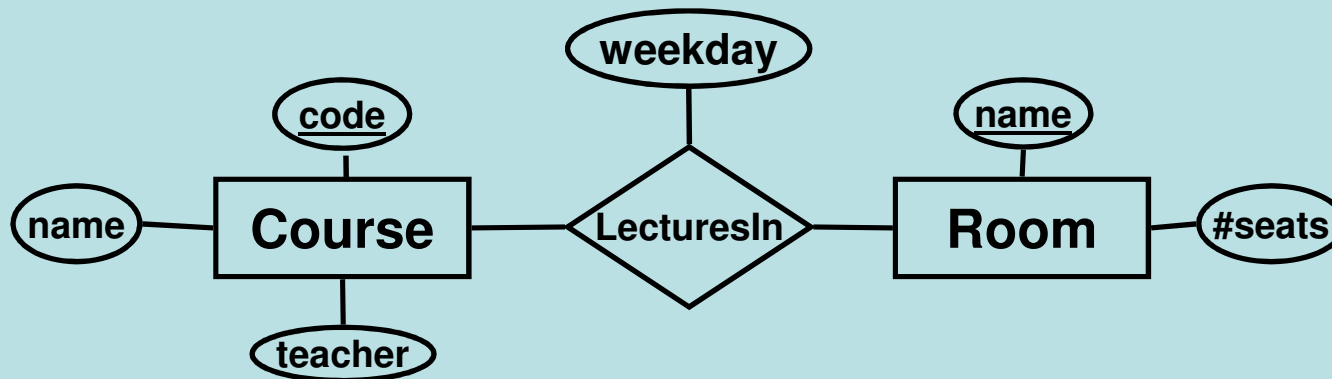 weekday
code
name
name
Course
LecturesIn
Room
#seats
teacher